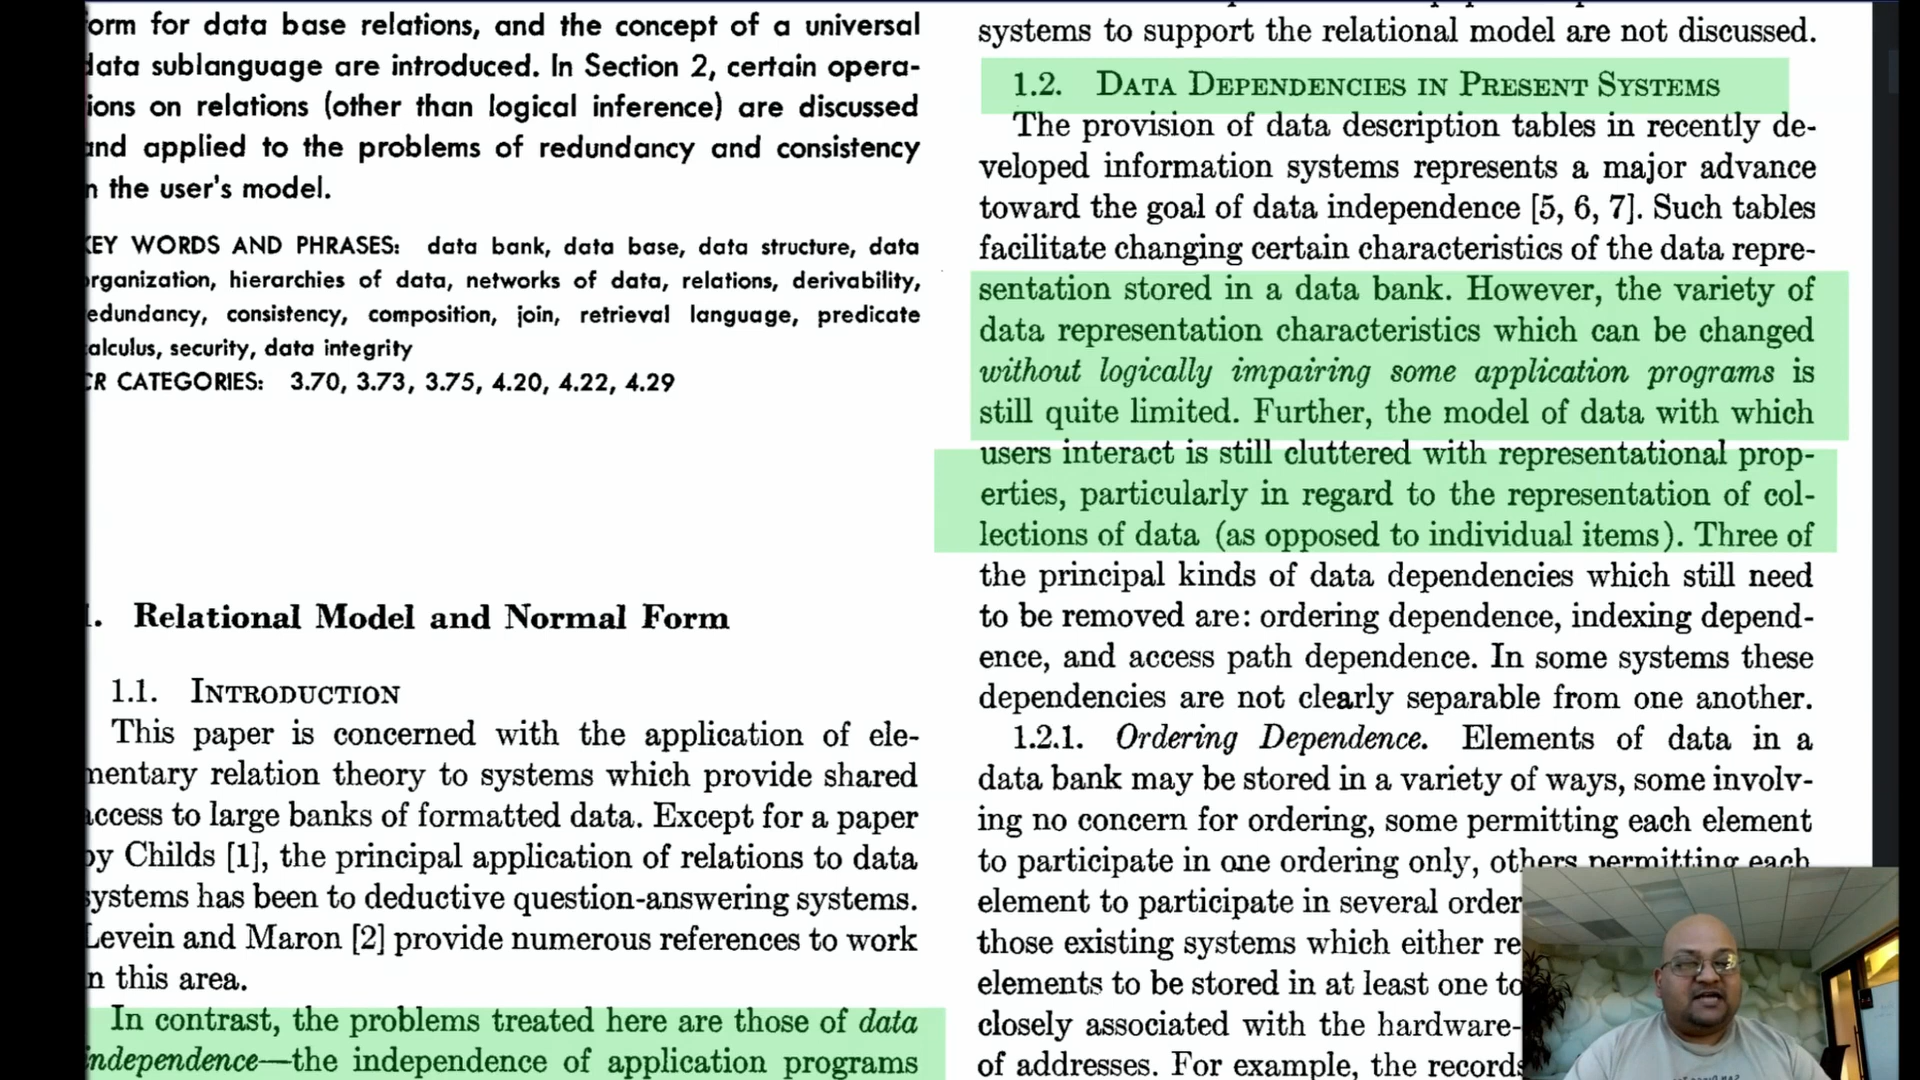 orm for data base relations, and the concept of a universal
data sublanguage are introduced. In Section 2, certain opera-
ions on relations (other than logical inference) are discussed
and applied to the problems of redundancy and consistency
n the user's model.
KEY WORDS AND PHRASES: data bank, data base, data structure, data
organization, hierarchies of data, networks of data, relations, derivability,
edundancy, consistency, composition, join, retrieval language, predicate
calculus, security, data integrity
CR CATEGORIES: 3.70, 3.73, 3.75, 4.20, 4.22, 4.29
. Relational Model and Normal Form
1.1. INTRODUCTION
This paper is concerned with the application of ele-
mentary relation theory to systems which provide shared
access to large banks of formatted data. Except for a paper
by Childs [1], the principal application of relations to data
systems has been to deductive question-answering systems.
Levein and Maron [2] provide numerous references to work
n this area.
In contrast, the problems treated here are those of data
independence—the independence of application programs
systems to support the relational model are not discussed.
1.2. DATA DEPENDENCIES IN PRESENT SYSTEMS
The provision of data description tables in recently de-
veloped information systems represents a major advance
toward the goal of data independence [5, 6, 7]. Such tables
facilitate changing certain characteristics of the data repre-
sentation stored in a data bank. However, the variety of
data representation characteristics which can be changed
without logically impairing some application programs is
still quite limited. Further, the model of data with which
users interact is still cluttered with representational prop-
erties, particularly in regard to the representation of col-
lections of data (as opposed to individual items). Three of
the principal kinds of data dependencies which still need
to be removed are: ordering dependence, indexing depend-
ence, and access path dependence. In some systems these
dependencies are not clearly separable from one another.
1.2.1. Ordering Dependence. Elements of data in a
data bank may be stored in a variety of ways, some involv-
ing no concern for ordering, some permitting each element
to participate in one ordering only, others permitting each
element to participate in several order
those existing systems which either re
elements to be stored in at least one to
closely associated with the hardware-
of addresses. For example, the records